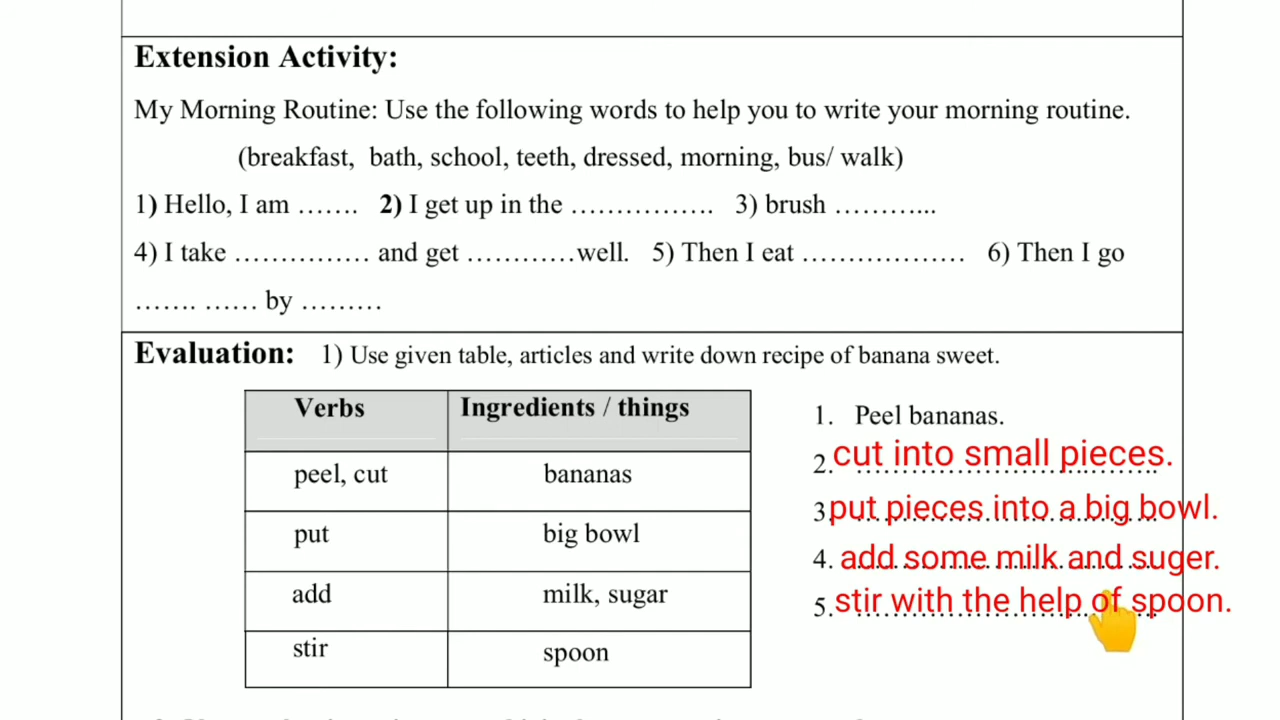 Extension Activity:
My Morning Routine: Use the following words to help you to write your morning routine.
(breakfast, bath, school, teeth, dressed, morning, bus/ walk)
1) Hello, I am ....... 2) I get up in the ................ 3) brush ............
4) I take ............... and get ............well. 5) Then I eat .................. 6) Then I go
....... ...... by .........
Evaluation: 1) Use given table, articles and write down recipe of banana sweet.
Verbs Ingredients / things
peel, cut bananas
put big bowl
add milk, sugar
stir spoon
1. Peel bananas.
2. cut into small pieces.
3. put pieces into a big bowl.
4. add some milk and suger.
5. stir with the help of spoon.